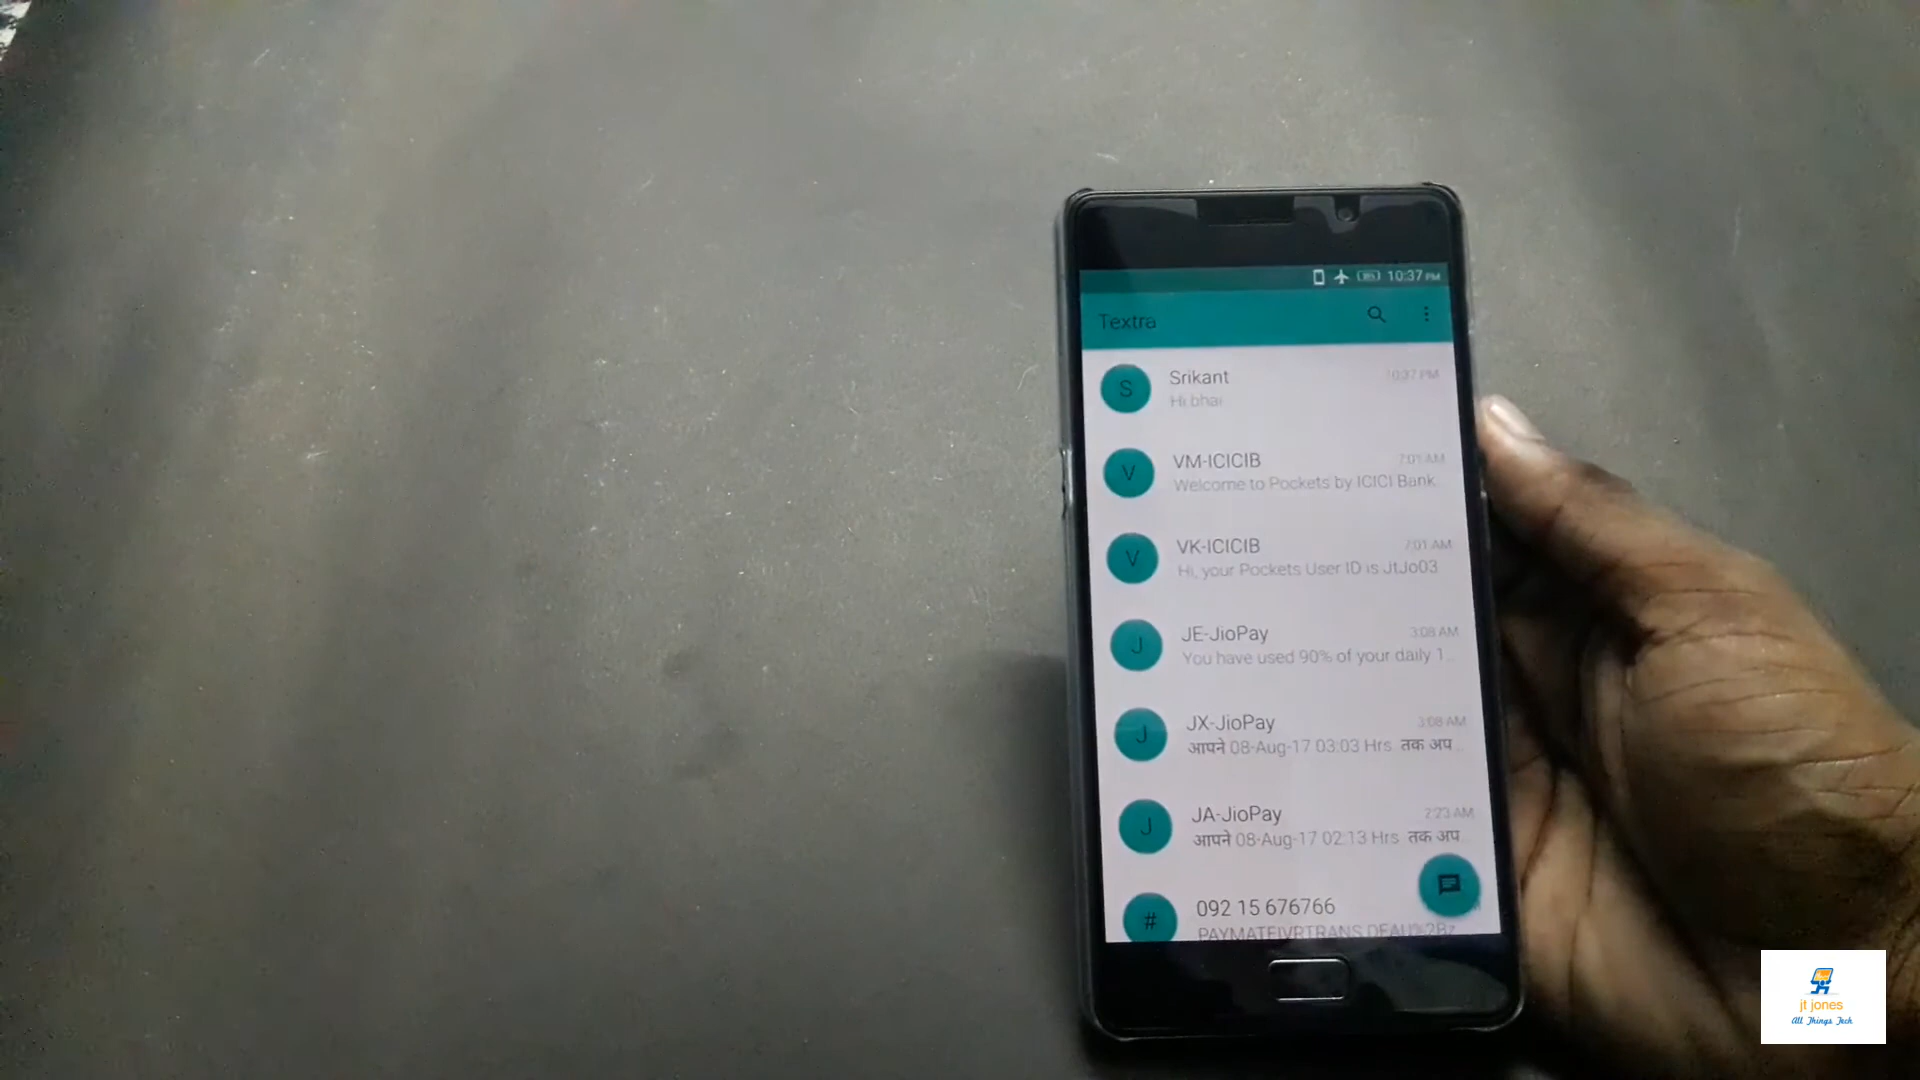 10:37 PM
Textra
S
Srikant
10:37 PM
Hi bhai
V
VM-ICICIB
7:01 AM
Welcome to Pockets by ICICI Bank.
V
VK-ICICIB
7:01 AM
Hi, your Pockets User ID is JtJo03
J
JE-JioPay
3:08 AM
You have used 90% of your daily 1...
J
JX-JioPay
3:08 AM
आपने 08-Aug-17 03:03 Hrs तक अप...
J
JA-JioPay
2:23 AM
आपने 08-Aug-17 02:13 Hrs तक अप...
#
092 15 676766
jt jones
All Things Tech